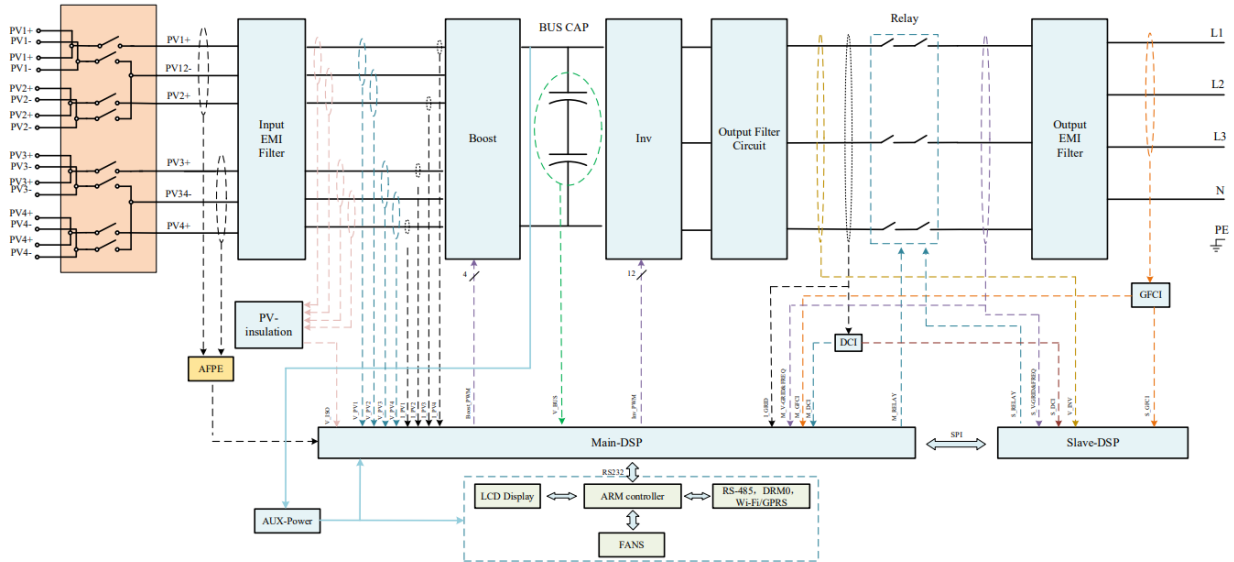 PV1+
PV1-
PV1+
PV1-
PV2+
PV2-
PV2+
PV2-
PV3+
PV3-
PV3+
PV3-
PV4+
PV4-
PV4+
PV4-
PV1+
PV12-
PV2+
PV3+
PV34-
PV4+
Input
EMI
Filter
Boost
BUS CAP
Inv
Output Filter
Circuit
Relay
Output
EMI
Filter
L1
L2
L3
N
PE
4
12
PV-
insulation
AFPE
GFCI
DCI
V_ISO
V_PV1
V_PV2
V_PV3
V_PV4
I_PV1
I_PV2
I_PV3
I_PV4
Boost_PWM
V_BUS
Inv_PWM
I_GRID
M_V-GRID&FREQ
M_GFCI
M_DCI
M_RELAY
S_RELAY
S_VGRID&FREQ
S_DCI
V_INV
S_GFCI
Main-DSP
SPI
Slave-DSP
RS232
LCD Display
ARM controller
RS-485，DRM0，
Wi-Fi/GPRS
AUX-Power
FANS